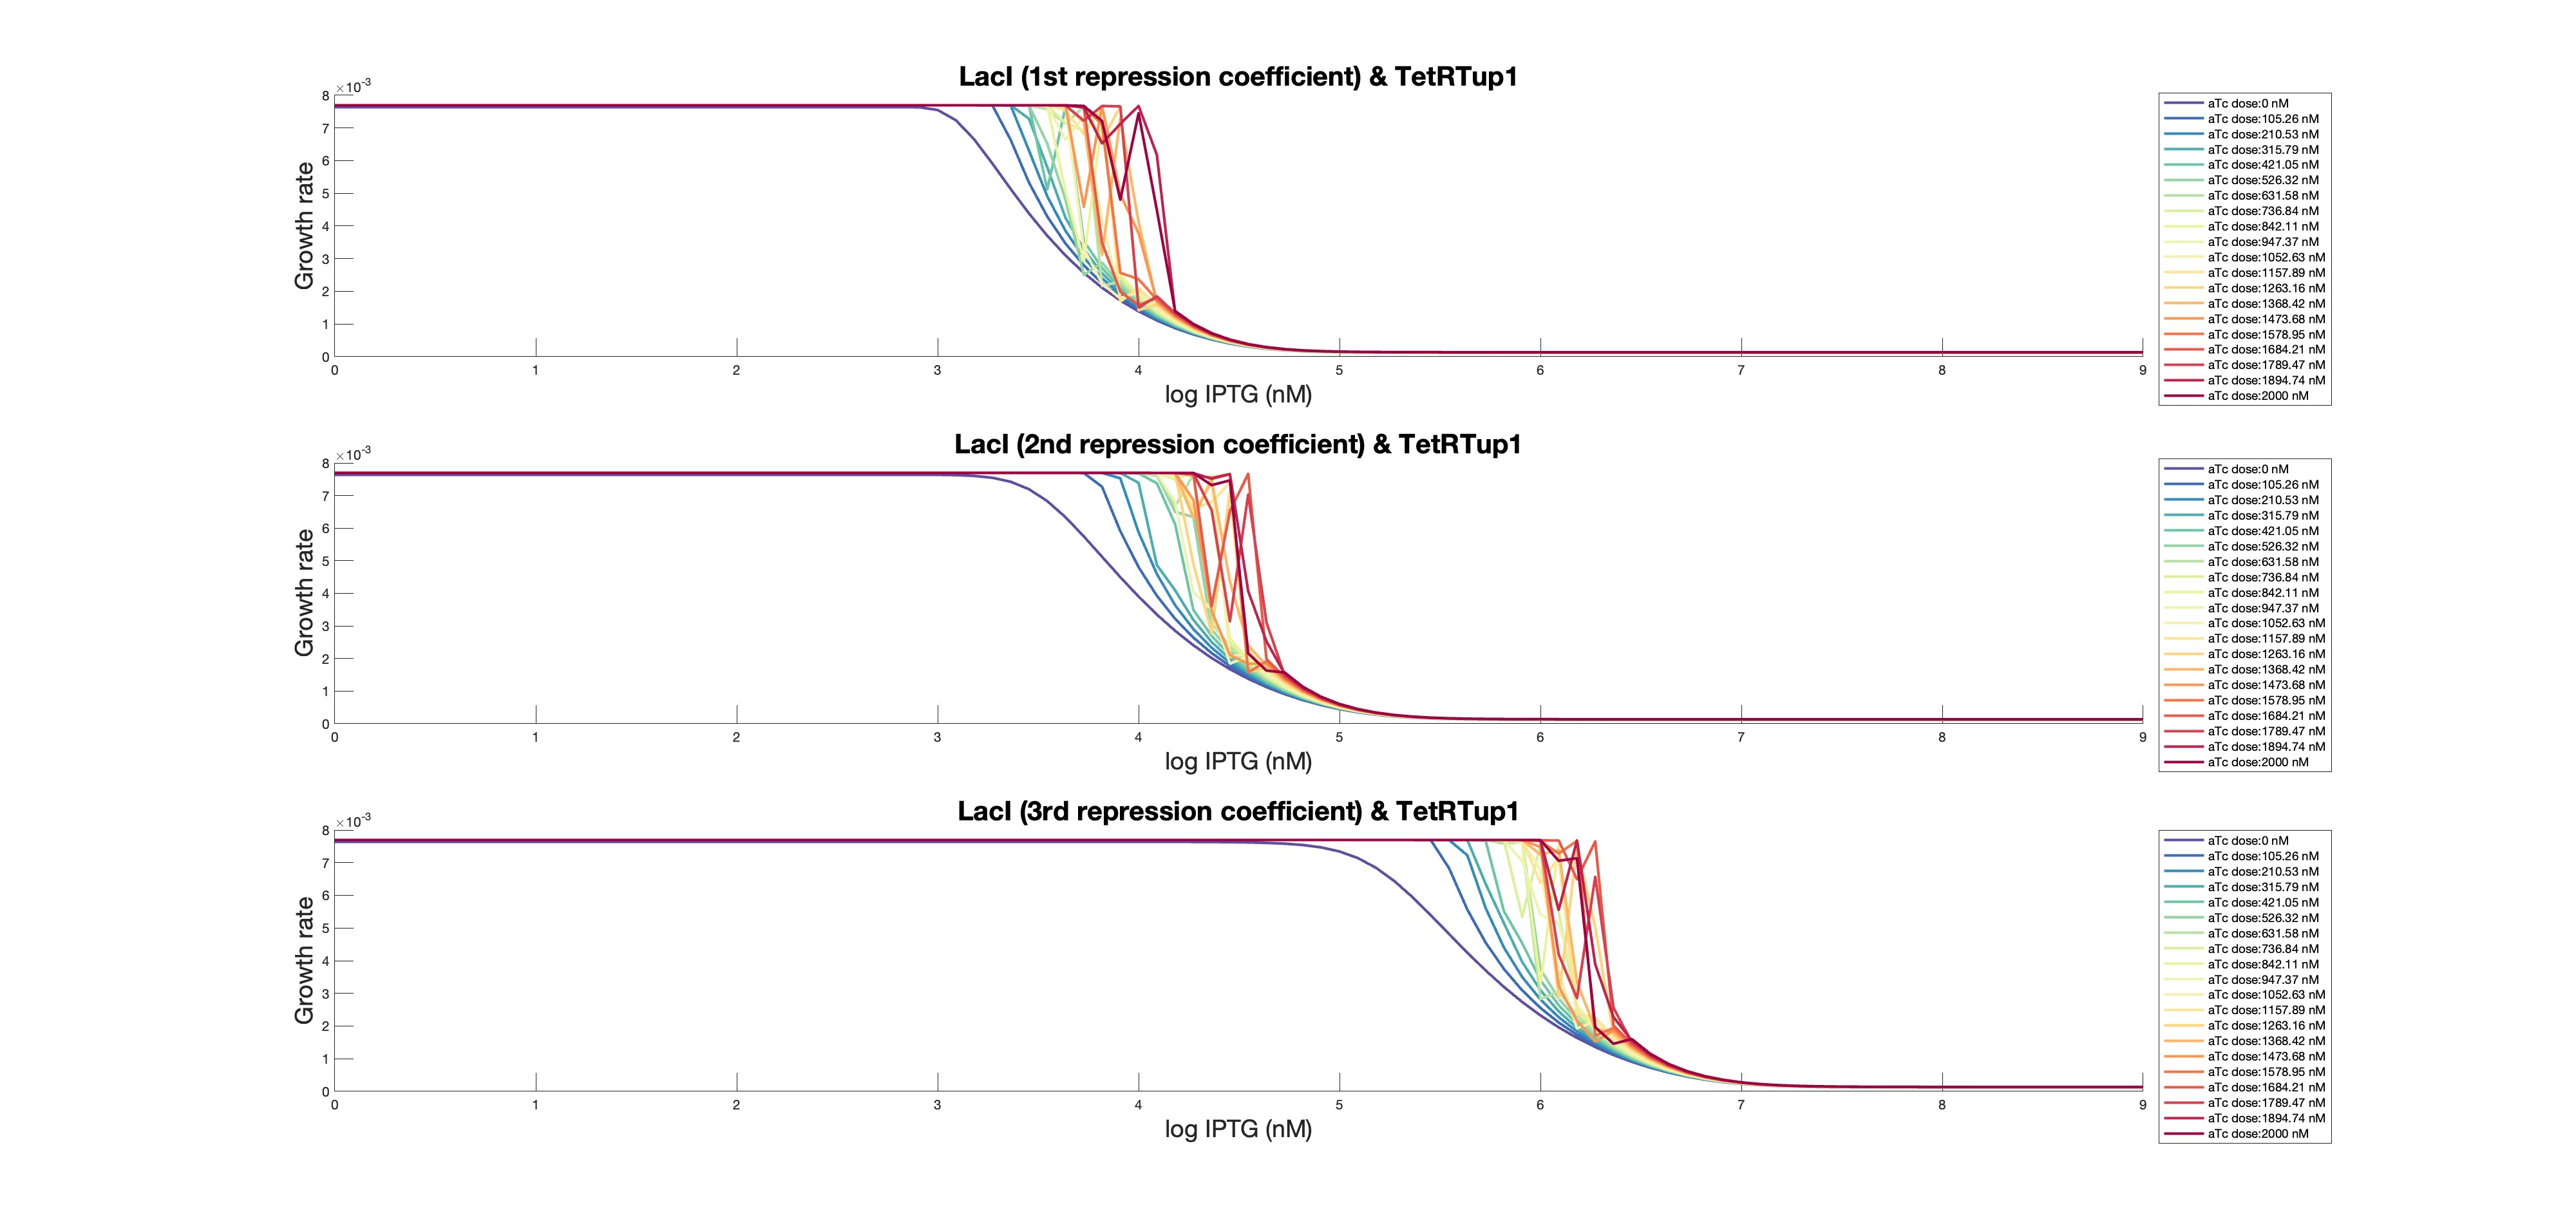 LacI (1st repression coefficient) & TetRTup1
×10-3
8
7
6
5
4
3
2
1
0
Growth rate
0 1 2 3 4 5 6 7 8 9
log IPTG (nM)
aTc dose:0 nM
aTc dose:105.26 nM
aTc dose:210.53 nM
aTc dose:315.79 nM
aTc dose:421.05 nM
aTc dose:526.32 nM
aTc dose:631.58 nM
aTc dose:736.84 nM
aTc dose:842.11 nM
aTc dose:947.37 nM
aTc dose:1052.63 nM
aTc dose:1157.89 nM
aTc dose:1263.16 nM
aTc dose:1368.42 nM
aTc dose:1473.68 nM
aTc dose:1578.95 nM
aTc dose:1684.21 nM
aTc dose:1789.47 nM
aTc dose:1894.74 nM
aTc dose:2000 nM
LacI (2nd repression coefficient) & TetRTup1
×10-3
8
7
6
5
4
3
2
1
0
Growth rate
0 1 2 3 4 5 6 7 8 9
log IPTG (nM)
aTc dose:0 nM
aTc dose:105.26 nM
aTc dose:210.53 nM
aTc dose:315.79 nM
aTc dose:421.05 nM
aTc dose:526.32 nM
aTc dose:631.58 nM
aTc dose:736.84 nM
aTc dose:842.11 nM
aTc dose:947.37 nM
aTc dose:1052.63 nM
aTc dose:1157.89 nM
aTc dose:1263.16 nM
aTc dose:1368.42 nM
aTc dose:1473.68 nM
aTc dose:1578.95 nM
aTc dose:1684.21 nM
aTc dose:1789.47 nM
aTc dose:1894.74 nM
aTc dose:2000 nM
LacI (3rd repression coefficient) & TetRTup1
×10-3
8
7
6
5
4
3
2
1
0
Growth rate
0 1 2 3 4 5 6 7 8 9
log IPTG (nM)
aTc dose:0 nM
aTc dose:105.26 nM
aTc dose:210.53 nM
aTc dose:315.79 nM
aTc dose:421.05 nM
aTc dose:526.32 nM
aTc dose:631.58 nM
aTc dose:736.84 nM
aTc dose:842.11 nM
aTc dose:947.37 nM
aTc dose:1052.63 nM
aTc dose:1157.89 nM
aTc dose:1263.16 nM
aTc dose:1368.42 nM
aTc dose:1473.68 nM
aTc dose:1578.95 nM
aTc dose:1684.21 nM
aTc dose:1789.47 nM
aTc dose:1894.74 nM
aTc dose:2000 nM